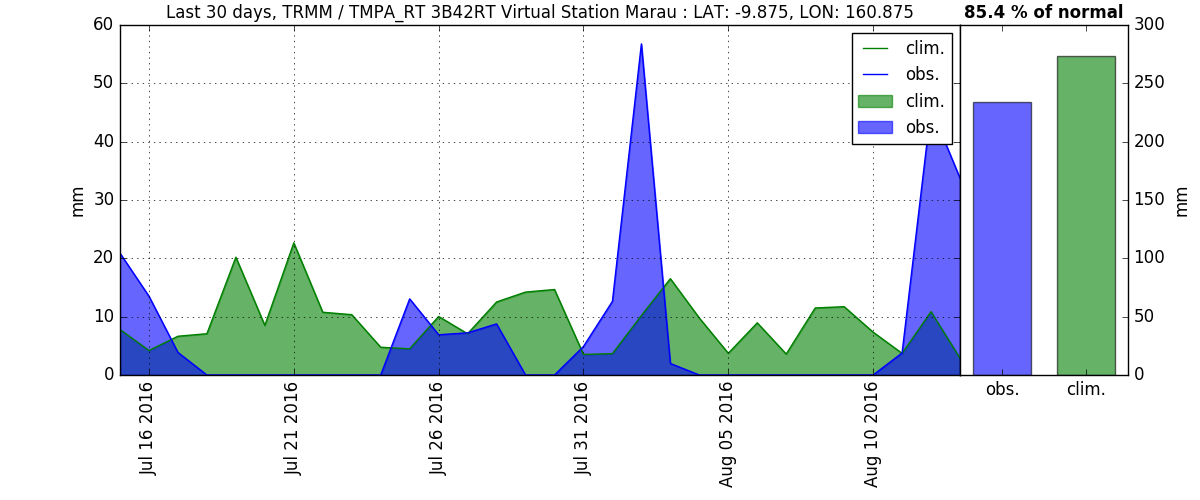 Last 30 days, TRMM / TMPA_RT 3B42RT Virtual Station Marau : LAT: -9.875, LON: 160.875
85.4 % of normal
60
50
40
30
20
10
0
mm
clim.
obs.
clim.
obs.
300
250
200
150
100
50
0
mm
obs.
clim.
Jul 16 2016
Jul 21 2016
Jul 26 2016
Jul 31 2016
Aug 05 2016
Aug 10 2016